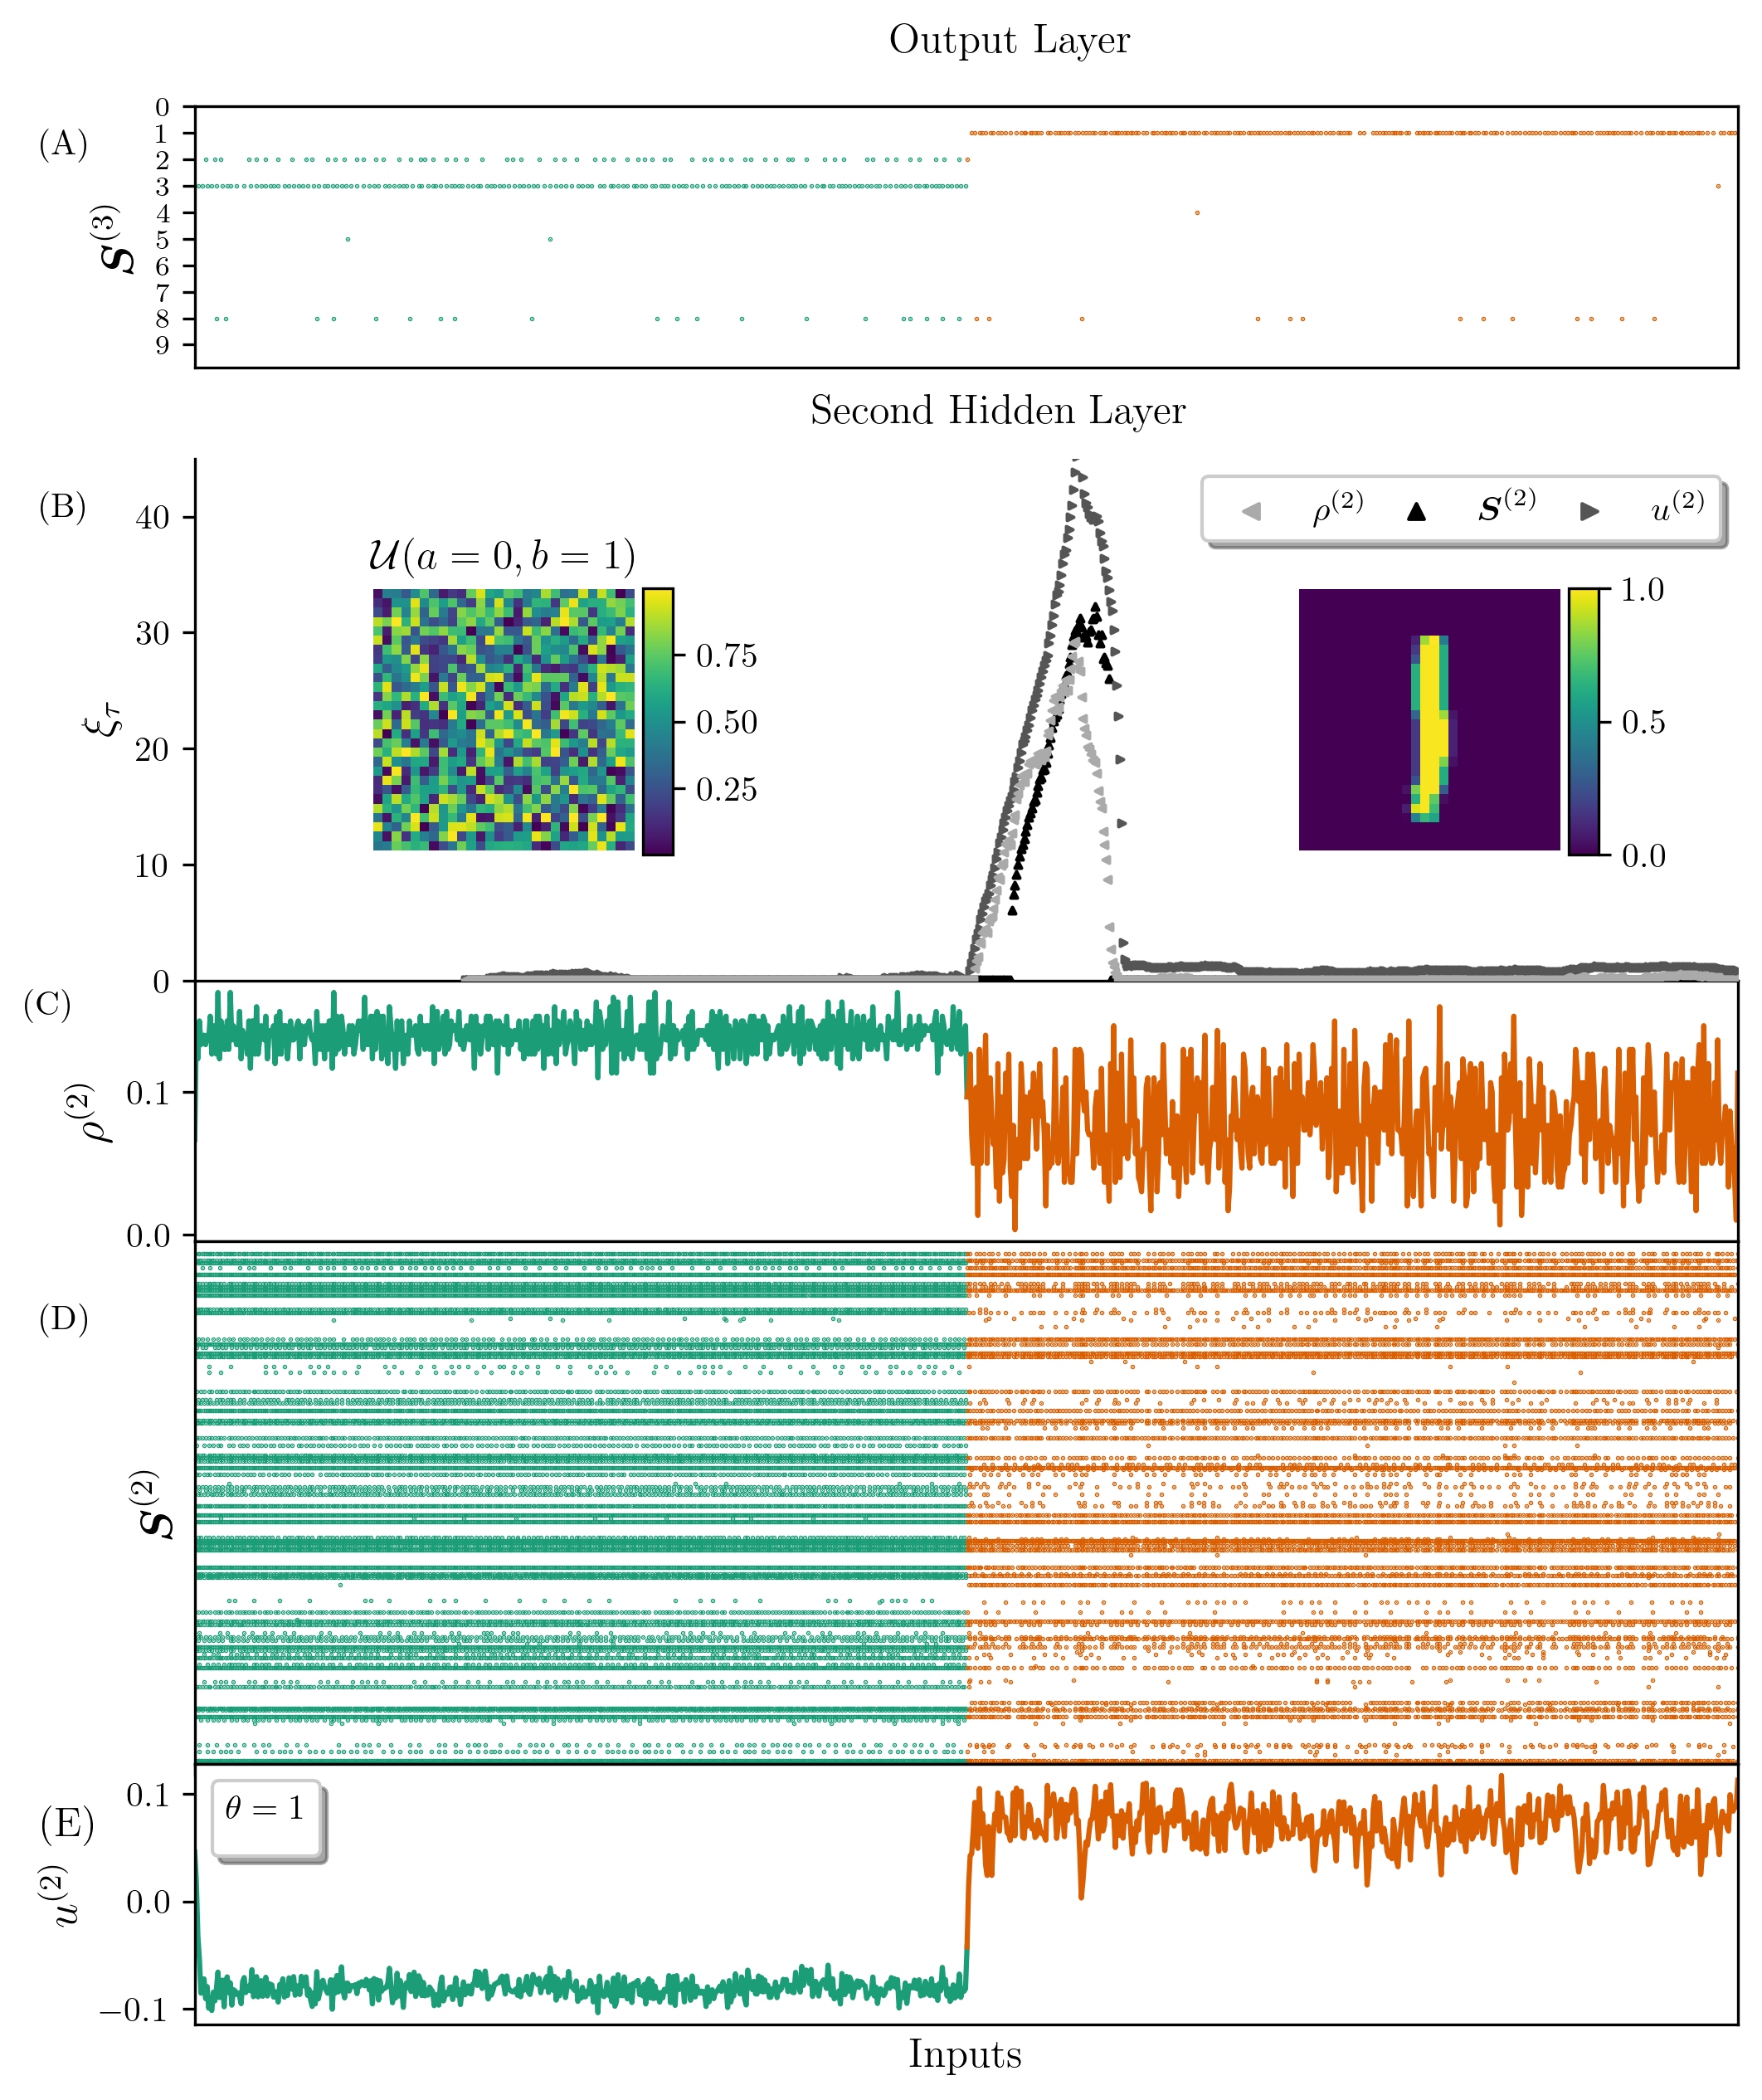 Output Layer
(A)
S^(3)
0
1
2
3
4
5
6
7
8
9
Second Hidden Layer
(B)
ξ_τ
40
30
20
10
0
𝒰(a = 0, b = 1)
0.75
0.50
0.25
ρ^(2) S^(2) u^(2)
1.0
0.5
0.0
(C)
ρ^(2)
0.1
0.0
(D)
S^(2)
(E)
u^(2)
0.1
0.0
−0.1
θ = 1
Inputs